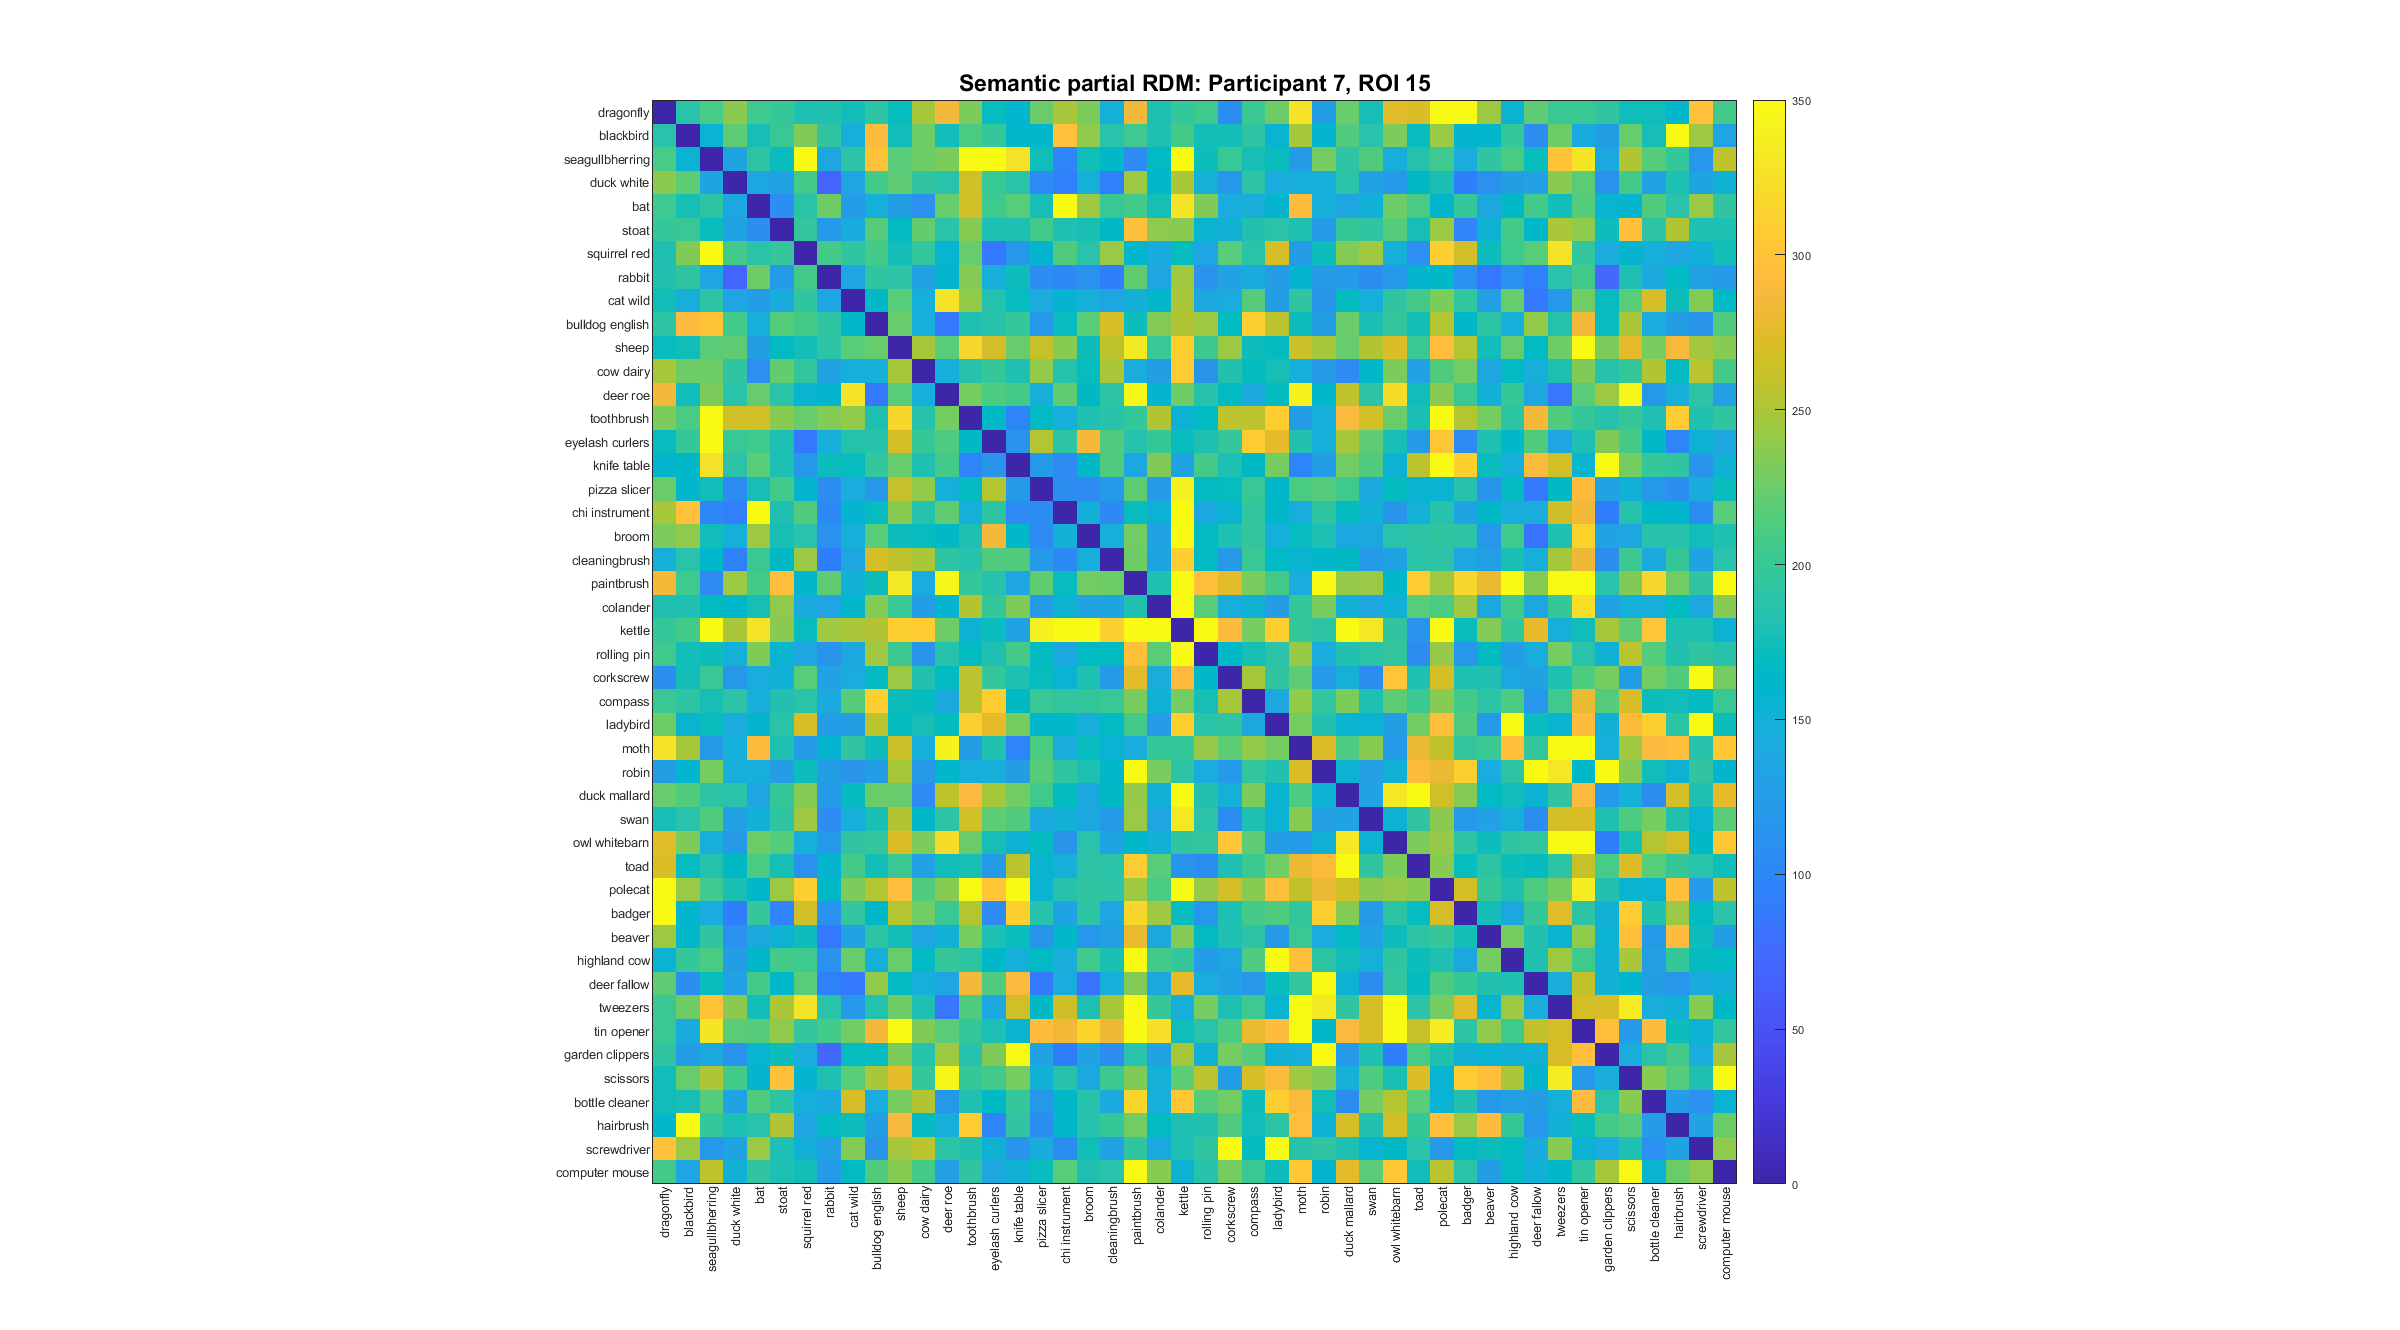 Semantic partial RDM: Participant 7, ROI 15
dragonfly
blackbird
seagullbherring
duck white
bat
stoat
squirrel red
rabbit
cat wild
bulldog english
sheep
cow dairy
deer roe
toothbrush
eyelash curlers
knife table
pizza slicer
chi instrument
broom
cleaningbrush
paintbrush
colander
kettle
rolling pin
corkscrew
compass
ladybird
moth
robin
duck mallard
swan
owl whitebarn
toad
polecat
badger
beaver
highland cow
deer fallow
tweezers
tin opener
garden clippers
scissors
bottle cleaner
hairbrush
screwdriver
computer mouse
dragonfly
blackbird
seagullbherring
duck white
bat
stoat
squirrel red
rabbit
cat wild
bulldog english
sheep
cow dairy
deer roe
toothbrush
eyelash curlers
knife table
pizza slicer
chi instrument
broom
cleaningbrush
paintbrush
colander
kettle
rolling pin
corkscrew
compass
ladybird
moth
robin
duck mallard
swan
owl whitebarn
toad
polecat
badger
beaver
highland cow
deer fallow
tweezers
tin opener
garden clippers
scissors
bottle cleaner
hairbrush
screwdriver
computer mouse
350
300
250
200
150
100
50
0